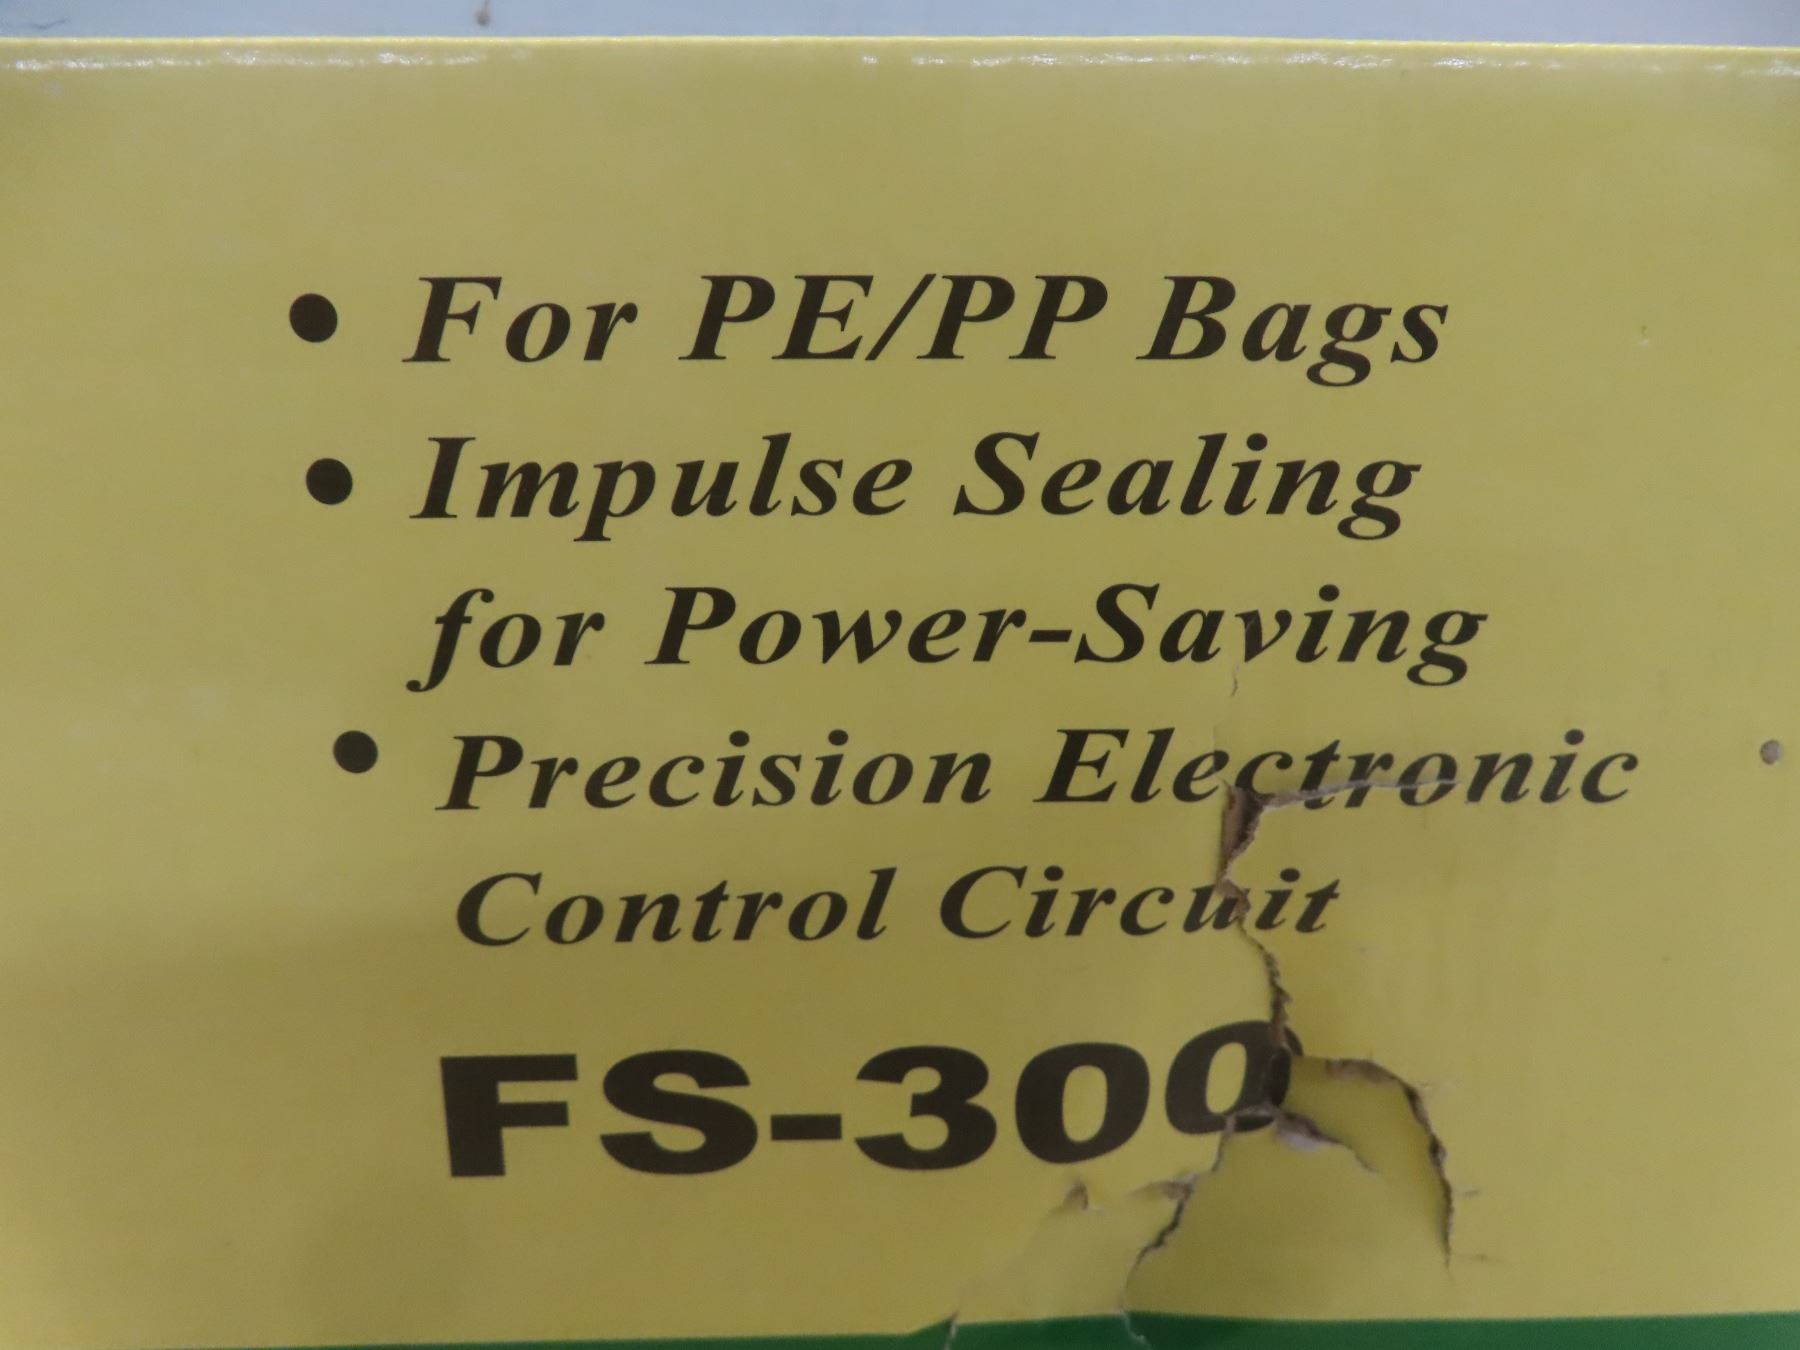 • For PE/PP Bags
• Impulse Sealing
for Power-Saving
• Precision Electronic
Control Circuit
FS-300